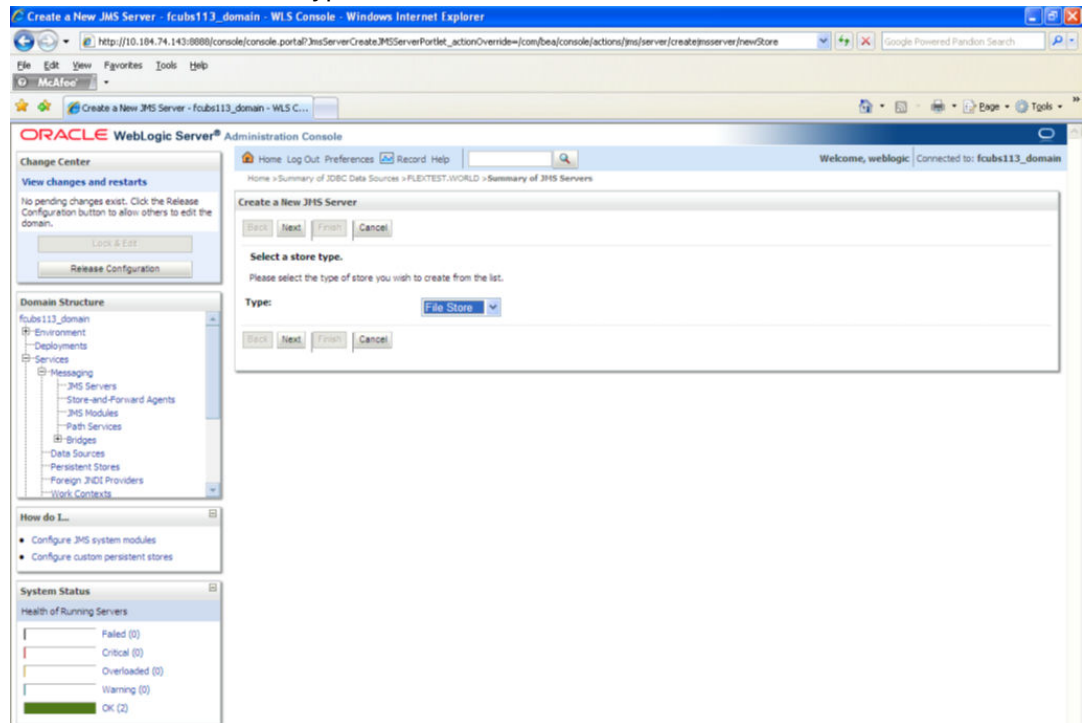 Create a New JMS Server - fcubs113_domain - WLS Console - Windows Internet Explorer
http://10.184.74.143:8888/console/console.portal?JmsServerCreateJMSServerPortlet_actionOverride=/com/bea/console/actions/jms/server/createjmsserver/newStore
Google Powered Pandion Search
File Edit View Favorites Tools Help
McAfee
Create a New JMS Server - fcubs113_domain - WLS C...
Page Tools
ORACLE WebLogic Server® Administration Console
Change Center
View changes and restarts
No pending changes exist. Click the Release
Configuration button to allow others to edit the
domain.
Lock & Edit
Release Configuration
Domain Structure
fcubs113_domain
Environment
Deployments
Services
Messaging
JMS Servers
Store-and-Forward Agents
JMS Modules
Path Services
Bridges
Data Sources
Persistent Stores
Foreign JNDI Providers
Work Contexts
How do I...
Configure JMS system modules
Configure custom persistent stores
System Status
Health of Running Servers
Failed (0)
Critical (0)
Overloaded (0)
Warning (0)
OK (2)
Home Log Out Preferences Record Help
Welcome, weblogic Connected to: fcubs113_domain
Home >Summary of JDBC Data Sources >FLEXTEST.WORLD >Summary of JMS Servers
Create a New JMS Server
Back Next Finish Cancel
Select a store type.
Please select the type of store you wish to create from the list.
Type: File Store
Back Next Finish Cancel